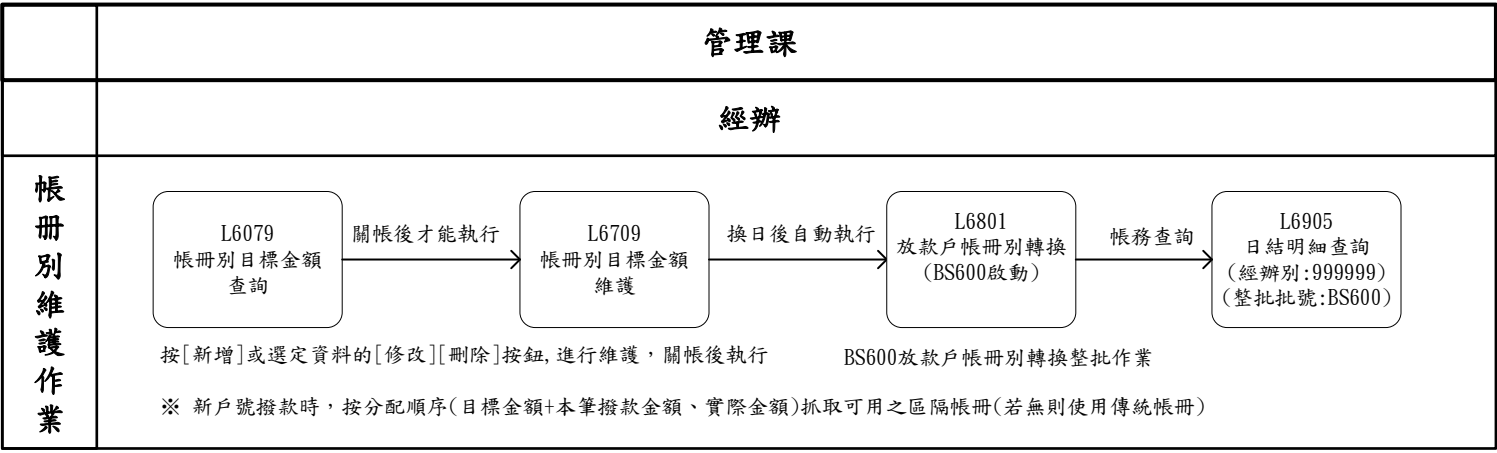 管理課
經辦
帳冊別維護作業
L6079
帳冊別目標金額
查詢
關帳後才能執行
L6709
帳冊別目標金額
維護
換日後自動執行
L6801
放款戶帳冊別轉換
(BS600啟動)
帳務查詢
L6905
日結明細查詢
(經辦別:999999)
(整批批號:BS600)
按[新增]或選定資料的[修改][刪除]按鈕,進行維護，關帳後執行
BS600放款戶帳冊別轉換整批作業
※ 新戶號撥款時，按分配順序(目標金額+本筆撥款金額、實際金額)抓取可用之區隔帳冊(若無則使用傳統帳冊)